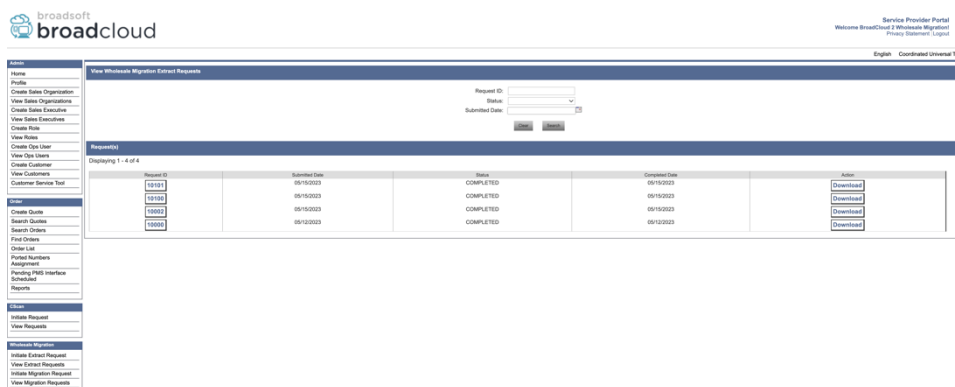 broadsoft
broadcloud
Service Provider Portal
Welcome BroadCloud 2 Wholesale Migration!
Privacy Statement | Logout
English Coordinated Universal T
Admin
Home
Profile
Create Sales Organization
View Sales Organizations
Create Sales Executive
View Sales Executives
Create Role
View Roles
Create Ops User
View Ops Users
Create Customer
View Customers
Customer Service Tool
Order
Create Quote
Search Quotes
Search Orders
Find Orders
Order List
Ported Numbers
Assignment
Pending PMS Interface
Scheduled
Reports
Initiate Request
View Requests
Wholesale Migration
Initiate Extract Request
View Extract Requests
Initiate Migration Request
View Migration Requests
View Wholesale Migration Extract Requests
Request ID:
Status:
Submitted Date:
Clear Search
Request(s)
Displaying 1 - 4 of 4
Request ID Submitted Date Status Completed Date Action
10101 05/15/2023 COMPLETED 05/15/2023 Download
10100 05/15/2023 COMPLETED 05/15/2023 Download
10002 05/15/2023 COMPLETED 05/15/2023 Download
10000 05/12/2023 COMPLETED 05/12/2023 Download